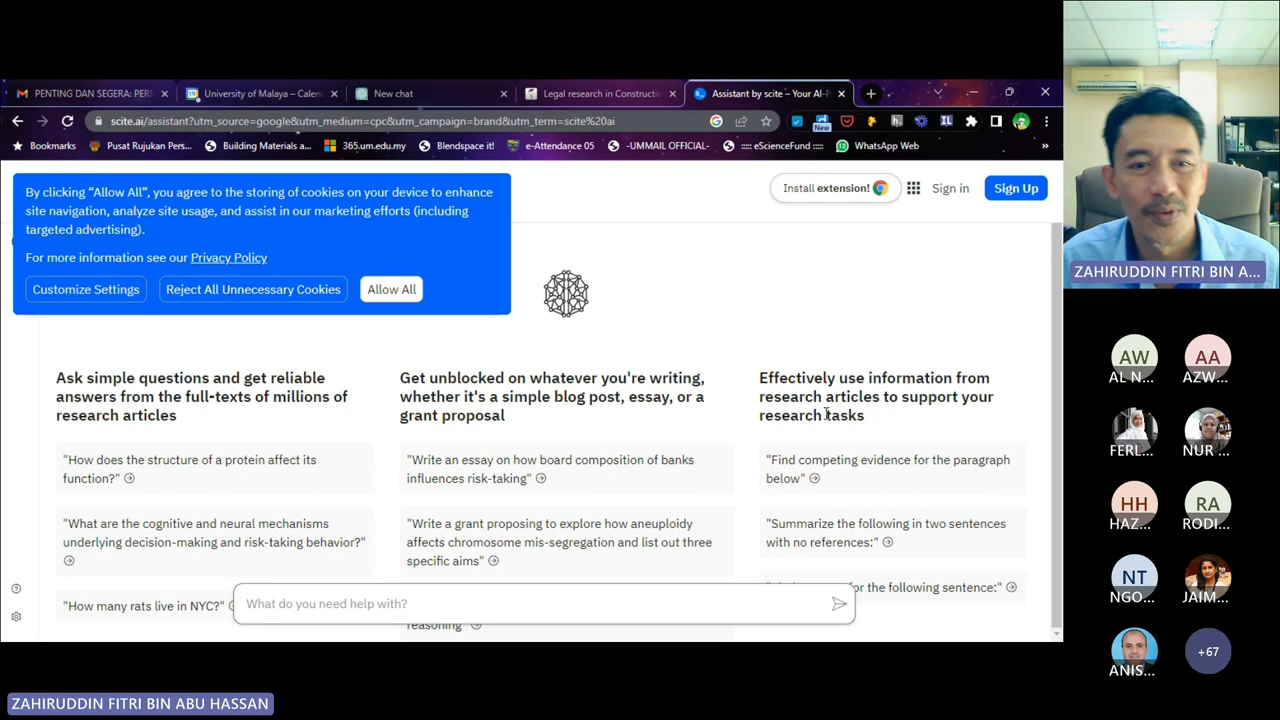 PENTING DAN SEGERA: PER
University of Malaya – Calen
New chat
Legal research in Constructio
Assistant by scite – Your AI-P
scite.ai/assistant?utm_source=google&utm_medium=cpc&utm_campaign=brand&utm_term=scite%20ai
New
Bookmarks
Pusat Rujukan Pers...
Building Materials a...
365.um.edu.my
Blendspace it!
e-Attendance 05
-UMMAIL OFFICIAL-
:::: eScienceFund ::::
WhatsApp Web
By clicking “Allow All”, you agree to the storing of cookies on your device to enhance
site navigation, analyze site usage, and assist in our marketing efforts (including
targeted advertising).
For more information see our Privacy Policy
Customize Settings
Reject All Unnecessary Cookies
Allow All
Install extension!
Sign in
Sign Up
Ask simple questions and get reliable
answers from the full-texts of millions of
research articles
"How does the structure of a protein affect its
function?"
"What are the cognitive and neural mechanisms
underlying decision-making and risk-taking behavior?"
"How many rats live in NYC?"
Get unblocked on whatever you're writing,
whether it's a simple blog post, essay, or a
grant proposal
"Write an essay on how board composition of banks
influences risk-taking"
"Write a grant proposing to explore how aneuploidy
affects chromosome mis-segregation and list out three
specific aims"
reasoning
Effectively use information from
research articles to support your
research tasks
"Find competing evidence for the paragraph
below"
"Summarize the following in two sentences
with no references:"
for the following sentence:"
What do you need help with?
ZAHIRUDDIN FITRI BIN A...
AW
AL N...
AA
AZW...
FERL...
NUR ...
HH
HAZ...
RA
RODI...
NT
NGO...
JAIM...
ANIS...
+67
ZAHIRUDDIN FITRI BIN ABU HASSAN